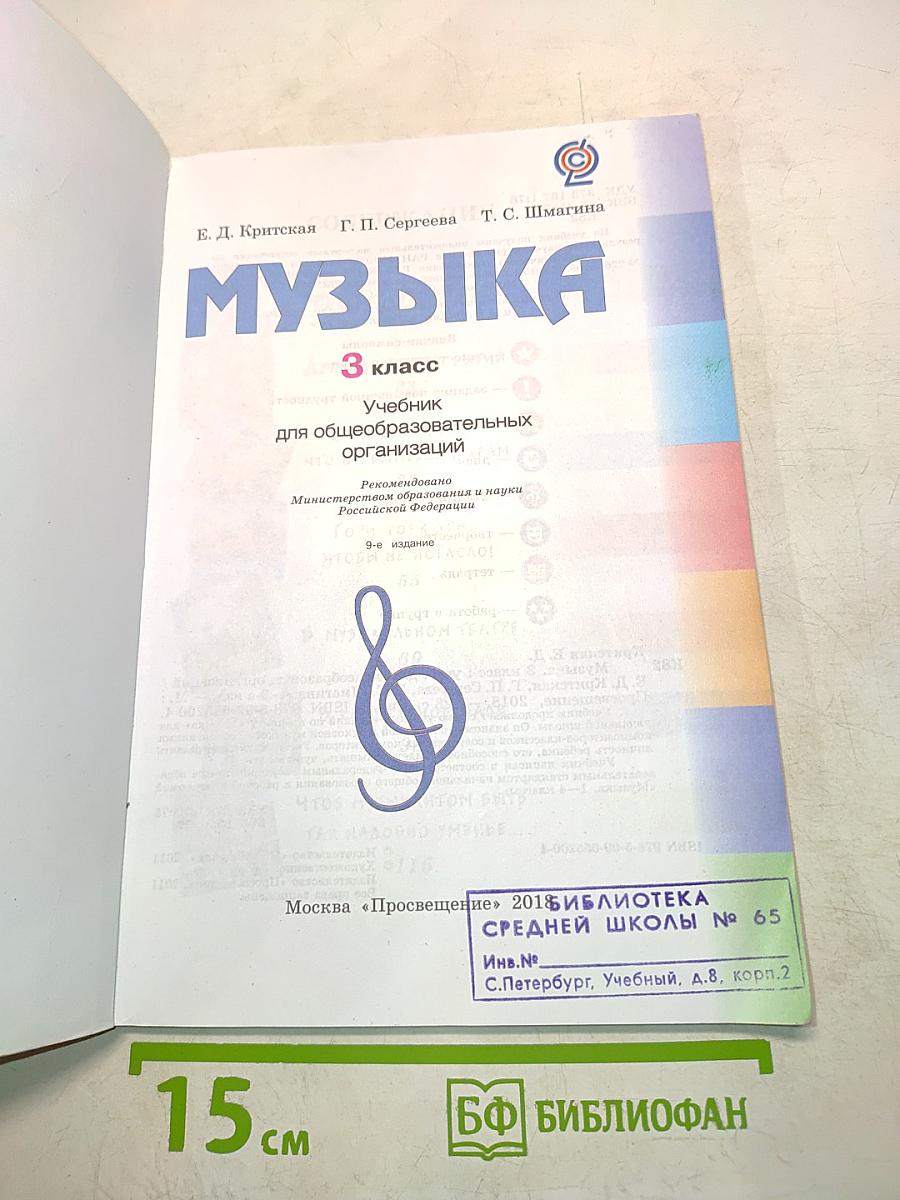 Е. Д. Критская Г. П. Сергеева Т. С. Шмагина
МУЗЫКА
3 класс
Учебник
для общеобразовательных
организаций
Рекомендовано
Министерством образования и науки
Российской Федерации
9-е издание
Москва «Просвещение» 2018
БИБЛИОТЕКА
СРЕДНЕЙ ШКОЛЫ № 65
Инв.№
С.Петербург, Учебный, д.8, корп.2
15 см
БФ БИБЛИОФАН